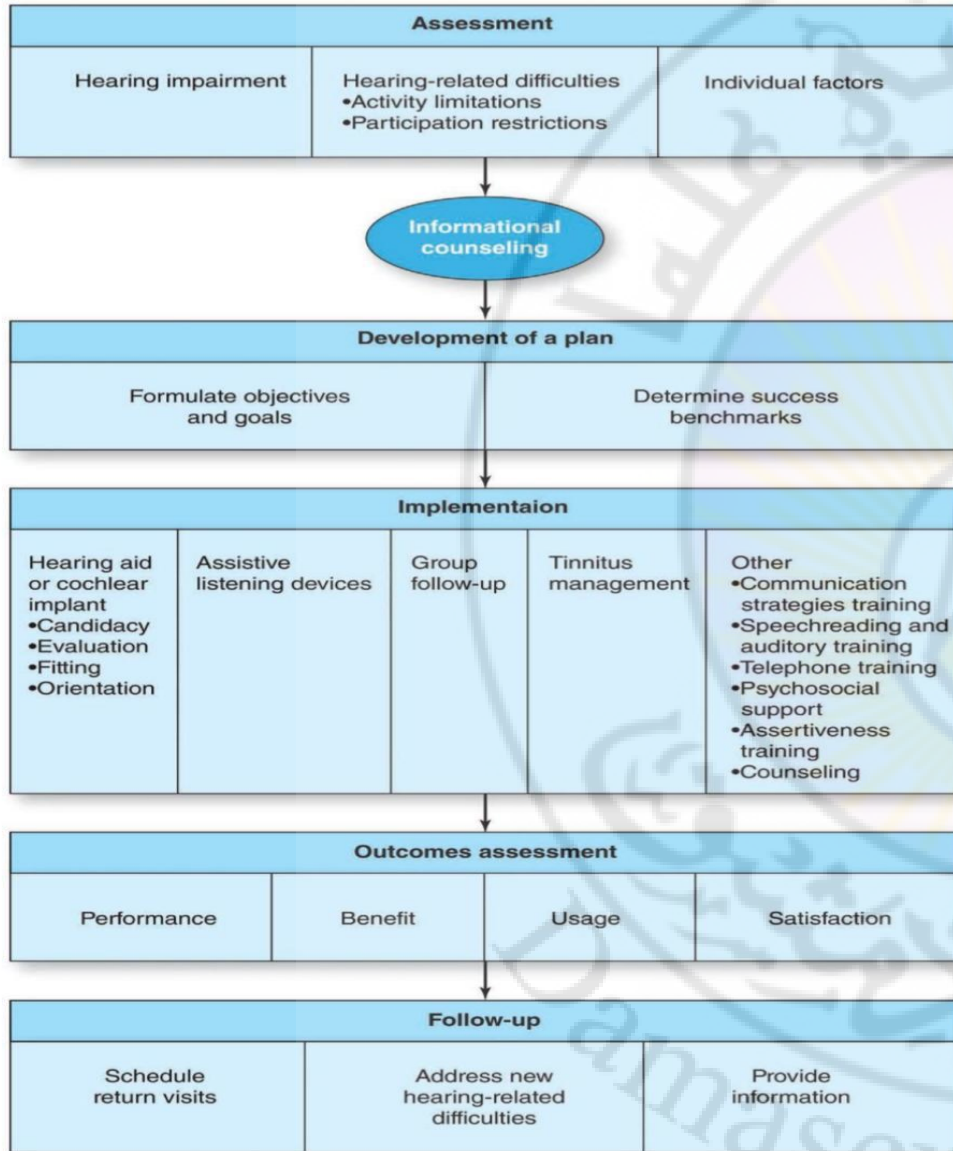 Assessment
Hearing impairment
Hearing-related difficulties
•Activity limitations
•Participation restrictions
Individual factors
Informational
counseling
Development of a plan
Formulate objectives
and goals
Determine success
benchmarks
Implementaion
Hearing aid
or cochlear
implant
•Candidacy
•Evaluation
•Fitting
•Orientation
Assistive
listening devices
Group
follow-up
Tinnitus
management
Other
•Communication
strategies training
•Speechreading and
auditory training
•Telephone training
•Psychosocial
support
•Assertiveness
training
•Counseling
Outcomes assessment
Performance
Benefit
Usage
Satisfaction
Follow-up
Schedule
return visits
Address new
hearing-related
difficulties
Provide
information